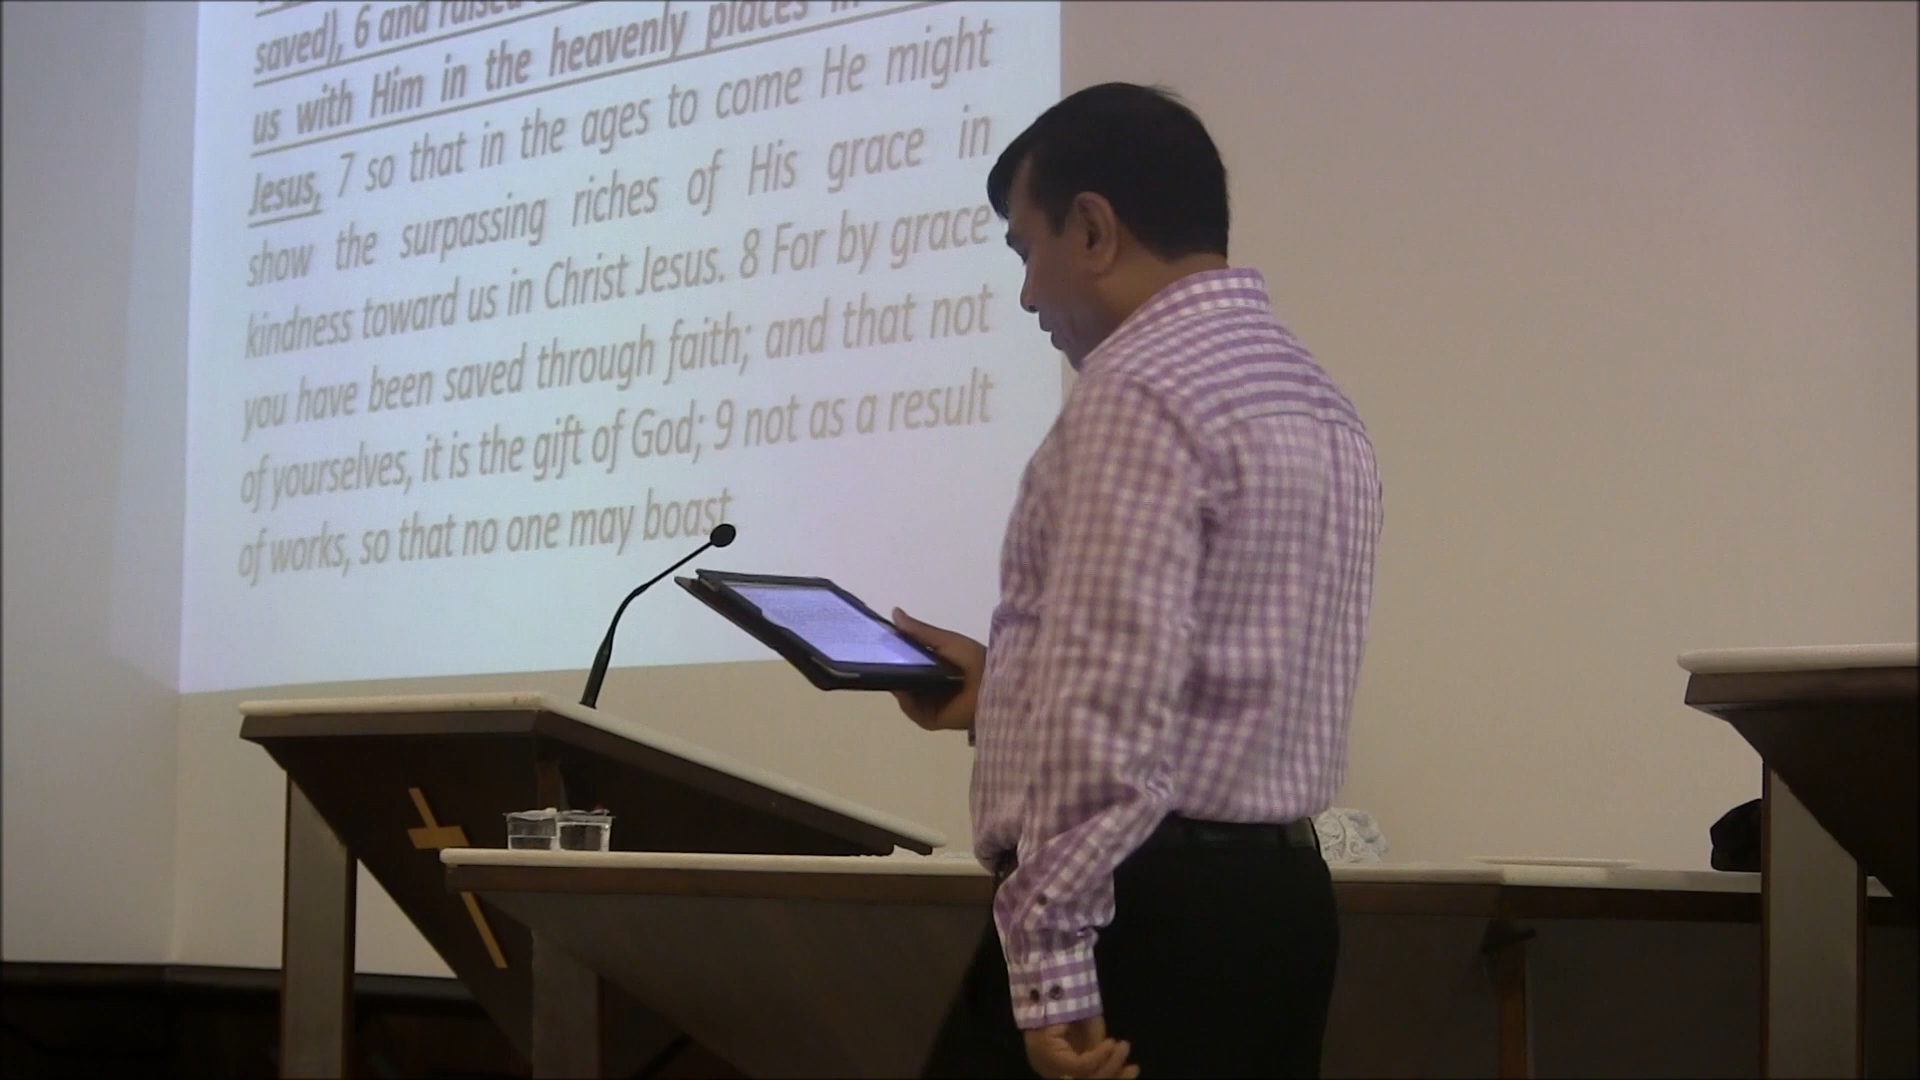 saved), 6 and raised
us with Him in the heavenly places in
Jesus, 7 so that in the ages to come He might
show the surpassing riches of His grace in
kindness toward us in Christ Jesus. 8 For by grace
you have been saved through faith; and that not
of yourselves, it is the gift of God; 9 not as a result
of works, so that no one may boast